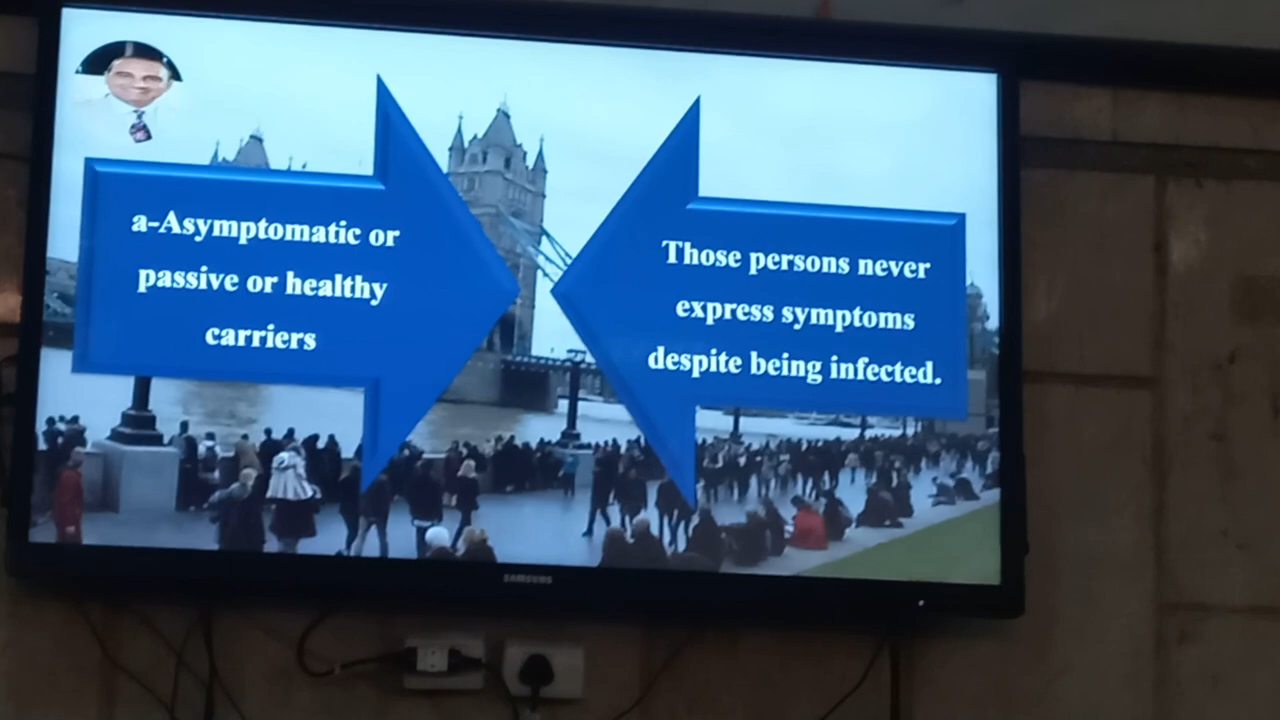 a-Asymptomatic or
passive or healthy
carriers
Those persons never
express symptoms
despite being infected.
SAMSUNG